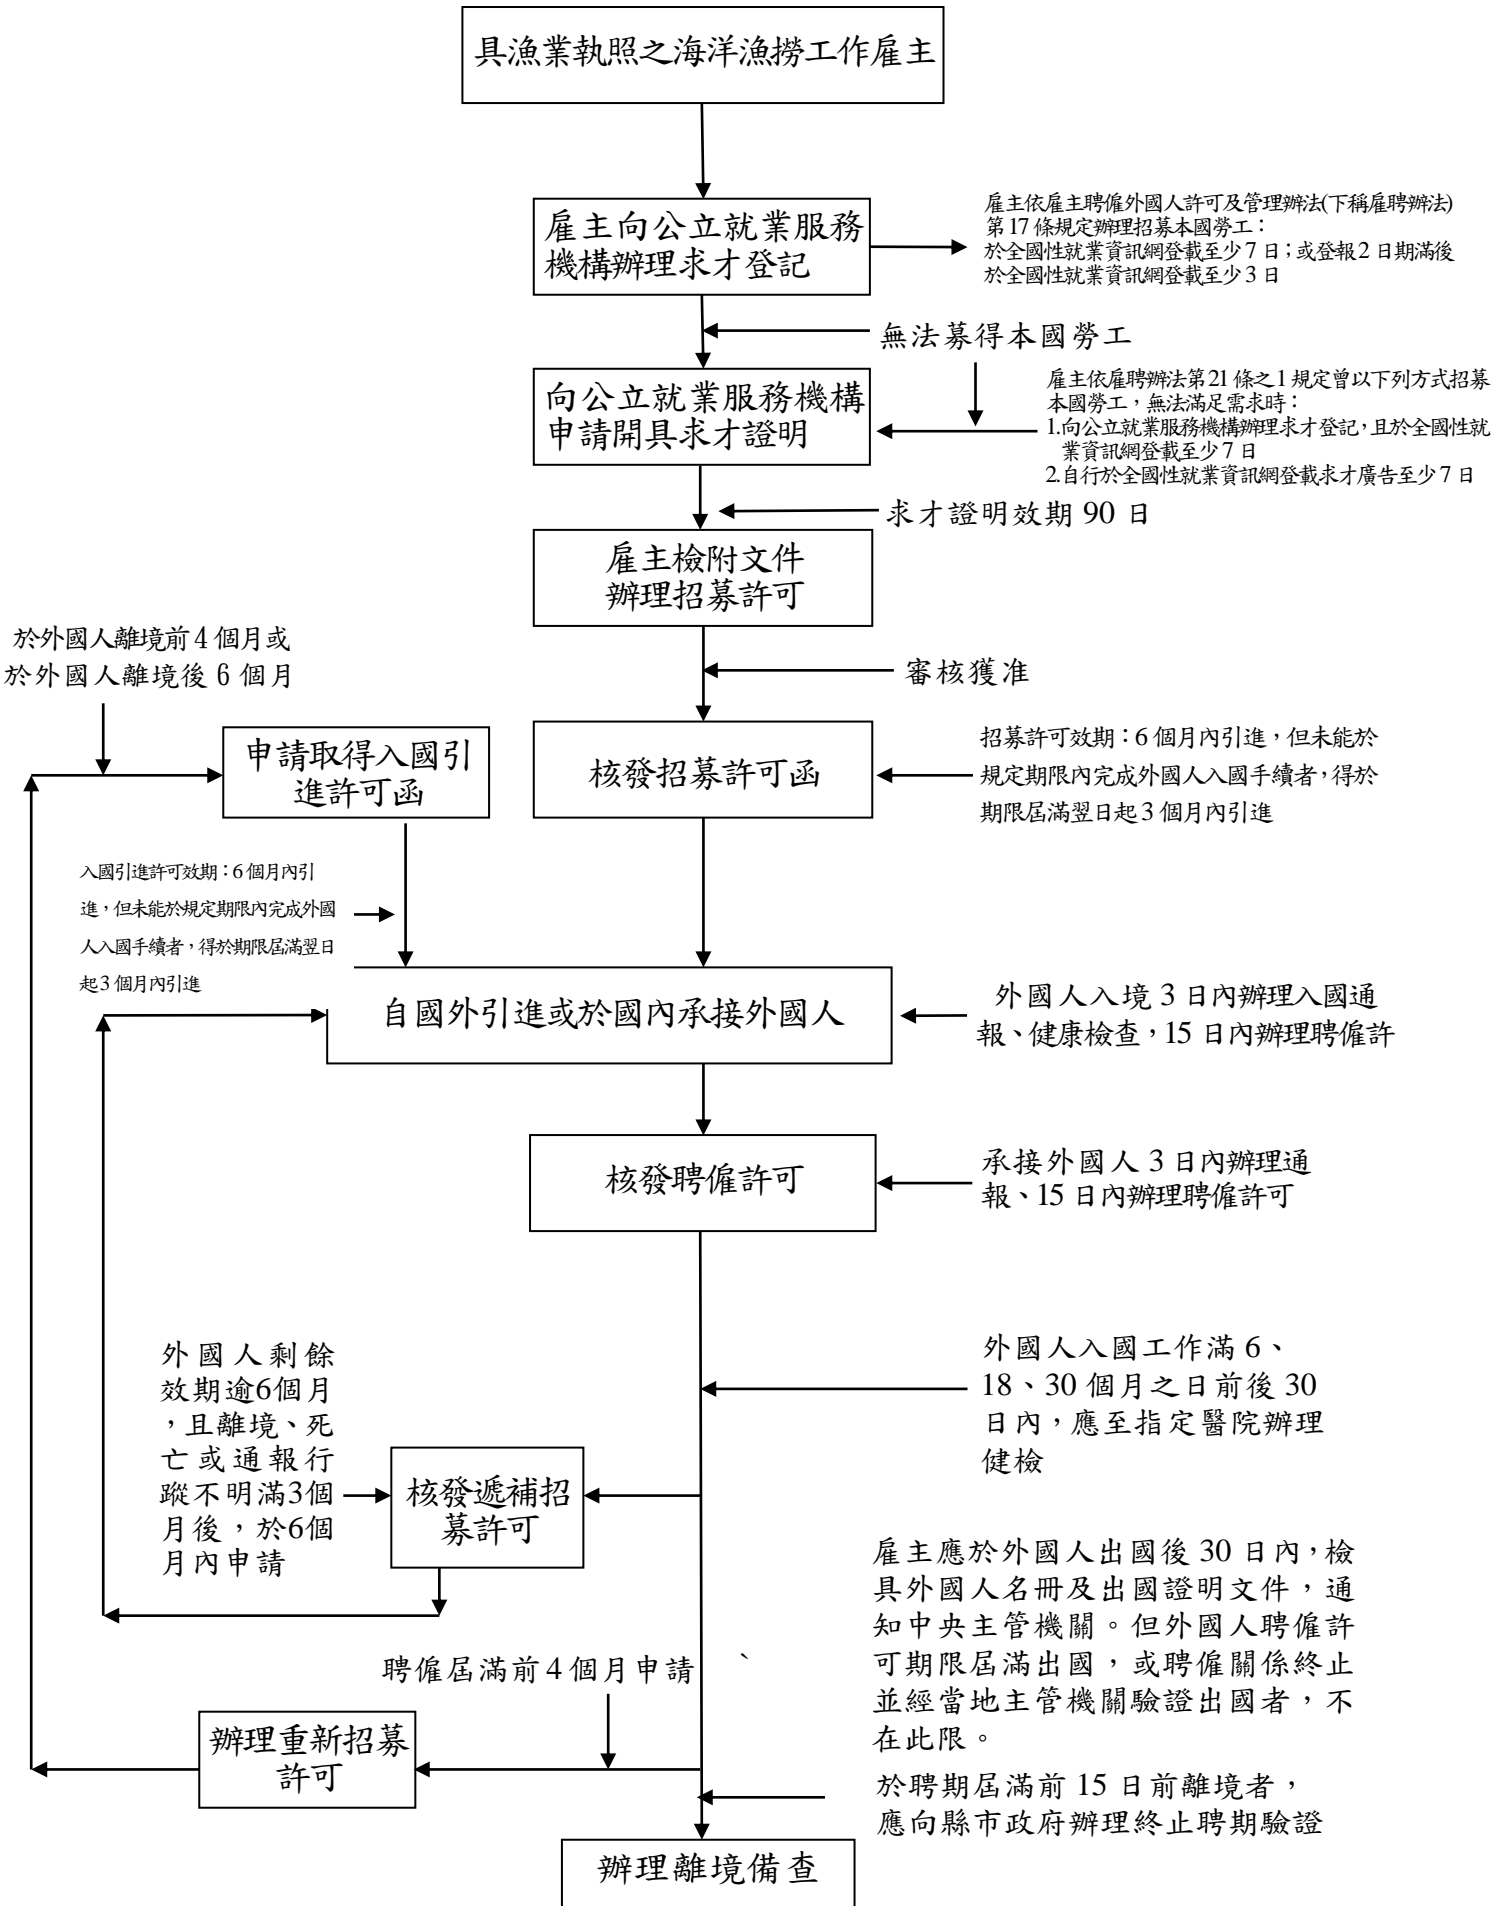 具漁業執照之海洋漁撈工作雇主
雇主向公立就業服務
機構辦理求才登記
雇主依雇主聘僱外國人許可及管理辦法(下稱雇聘辦法)
第17條規定辦理招募本國勞工：
於全國性就業資訊網登載至少7日；或登報2日期滿後
於全國性就業資訊網登載至少3日
無法募得本國勞工
向公立就業服務機構
申請開具求才證明
雇主依雇聘辦法第21條之1規定曾以下列方式招募
本國勞工，無法滿足需求時：
1.向公立就業服務機構辦理求才登記，且於全國性就
業資訊網登載至少7日
2.自行於全國性就業資訊網登載求才廣告至少7日
求才證明效期90日
雇主檢附文件
辦理招募許可
於外國人離境前4個月或
於外國人離境後6個月
審核獲准
申請取得入國引
進許可函
核發招募許可函
招募許可效期：6個月內引進，但未能於
規定期限內完成外國人入國手續者，得於
期限屆滿翌日起3個月內引進
入國引進許可效期：6個月內引
進，但未能於規定期限內完成外國
人入國手續者，得於期限屆滿翌日
起3個月內引進
自國外引進或於國內承接外國人
外國人入境3日內辦理入國通
報、健康檢查，15日內辦理聘僱許
核發聘僱許可
承接外國人3日內辦理通
報、15日內辦理聘僱許可
外國人入國工作滿6、
18、30個月之日前後30
日內，應至指定醫院辦理
健檢
外國人剩餘
效期逾6個月
，且離境、死
亡或通報行
蹤不明滿3個
月後，於6個
月內申請
核發遞補招
募許可
雇主應於外國人出國後30日內，檢
具外國人名冊及出國證明文件，通
知中央主管機關。但外國人聘僱許
可期限屆滿出國，或聘僱關係終止
並經當地主管機關驗證出國者，不
在此限。
聘僱屆滿前4個月申請 、
辦理重新招募
許可
於聘期屆滿前15日前離境者，
應向縣市政府辦理終止聘期驗證
辦理離境備查